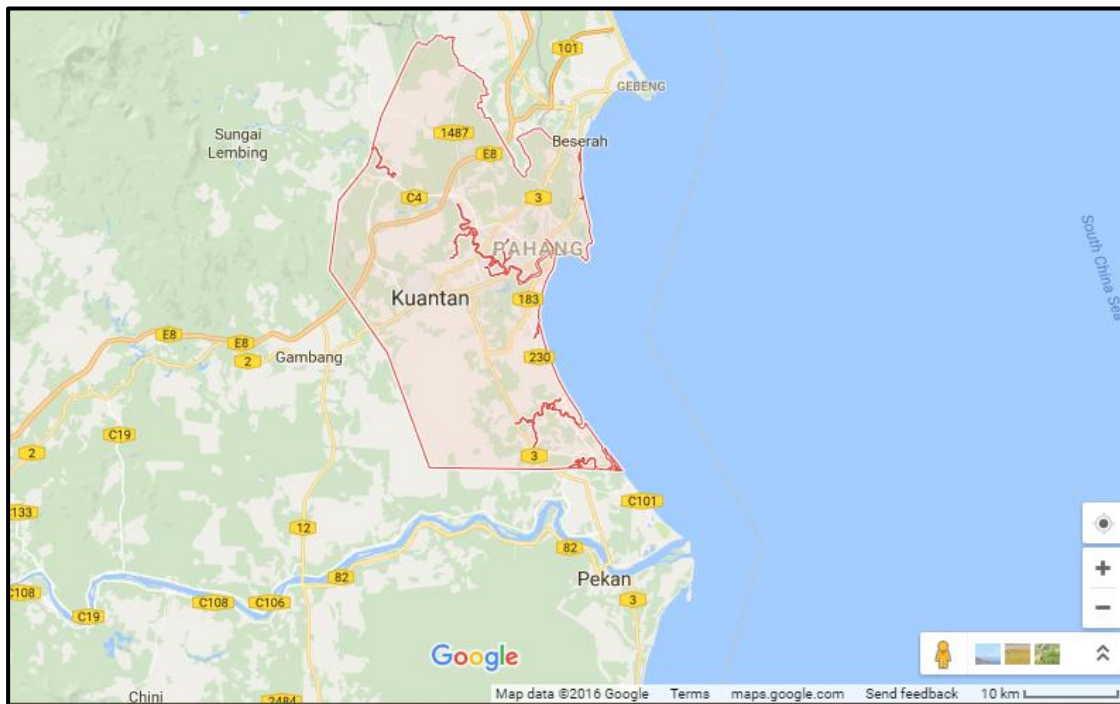 101
GEBENG
Sungai
Lembing
1487
Beserah
E8
C4
3
PAHANG
Kuantan
183
South China Sea
E8
E8
2
Gambang
230
C19
2
3
C101
133
12
82
82
Pekan
C108
C19
C108
C106
3
Google
Chini
2484
Map data ©2016 Google Terms maps.google.com Send feedback 10 km